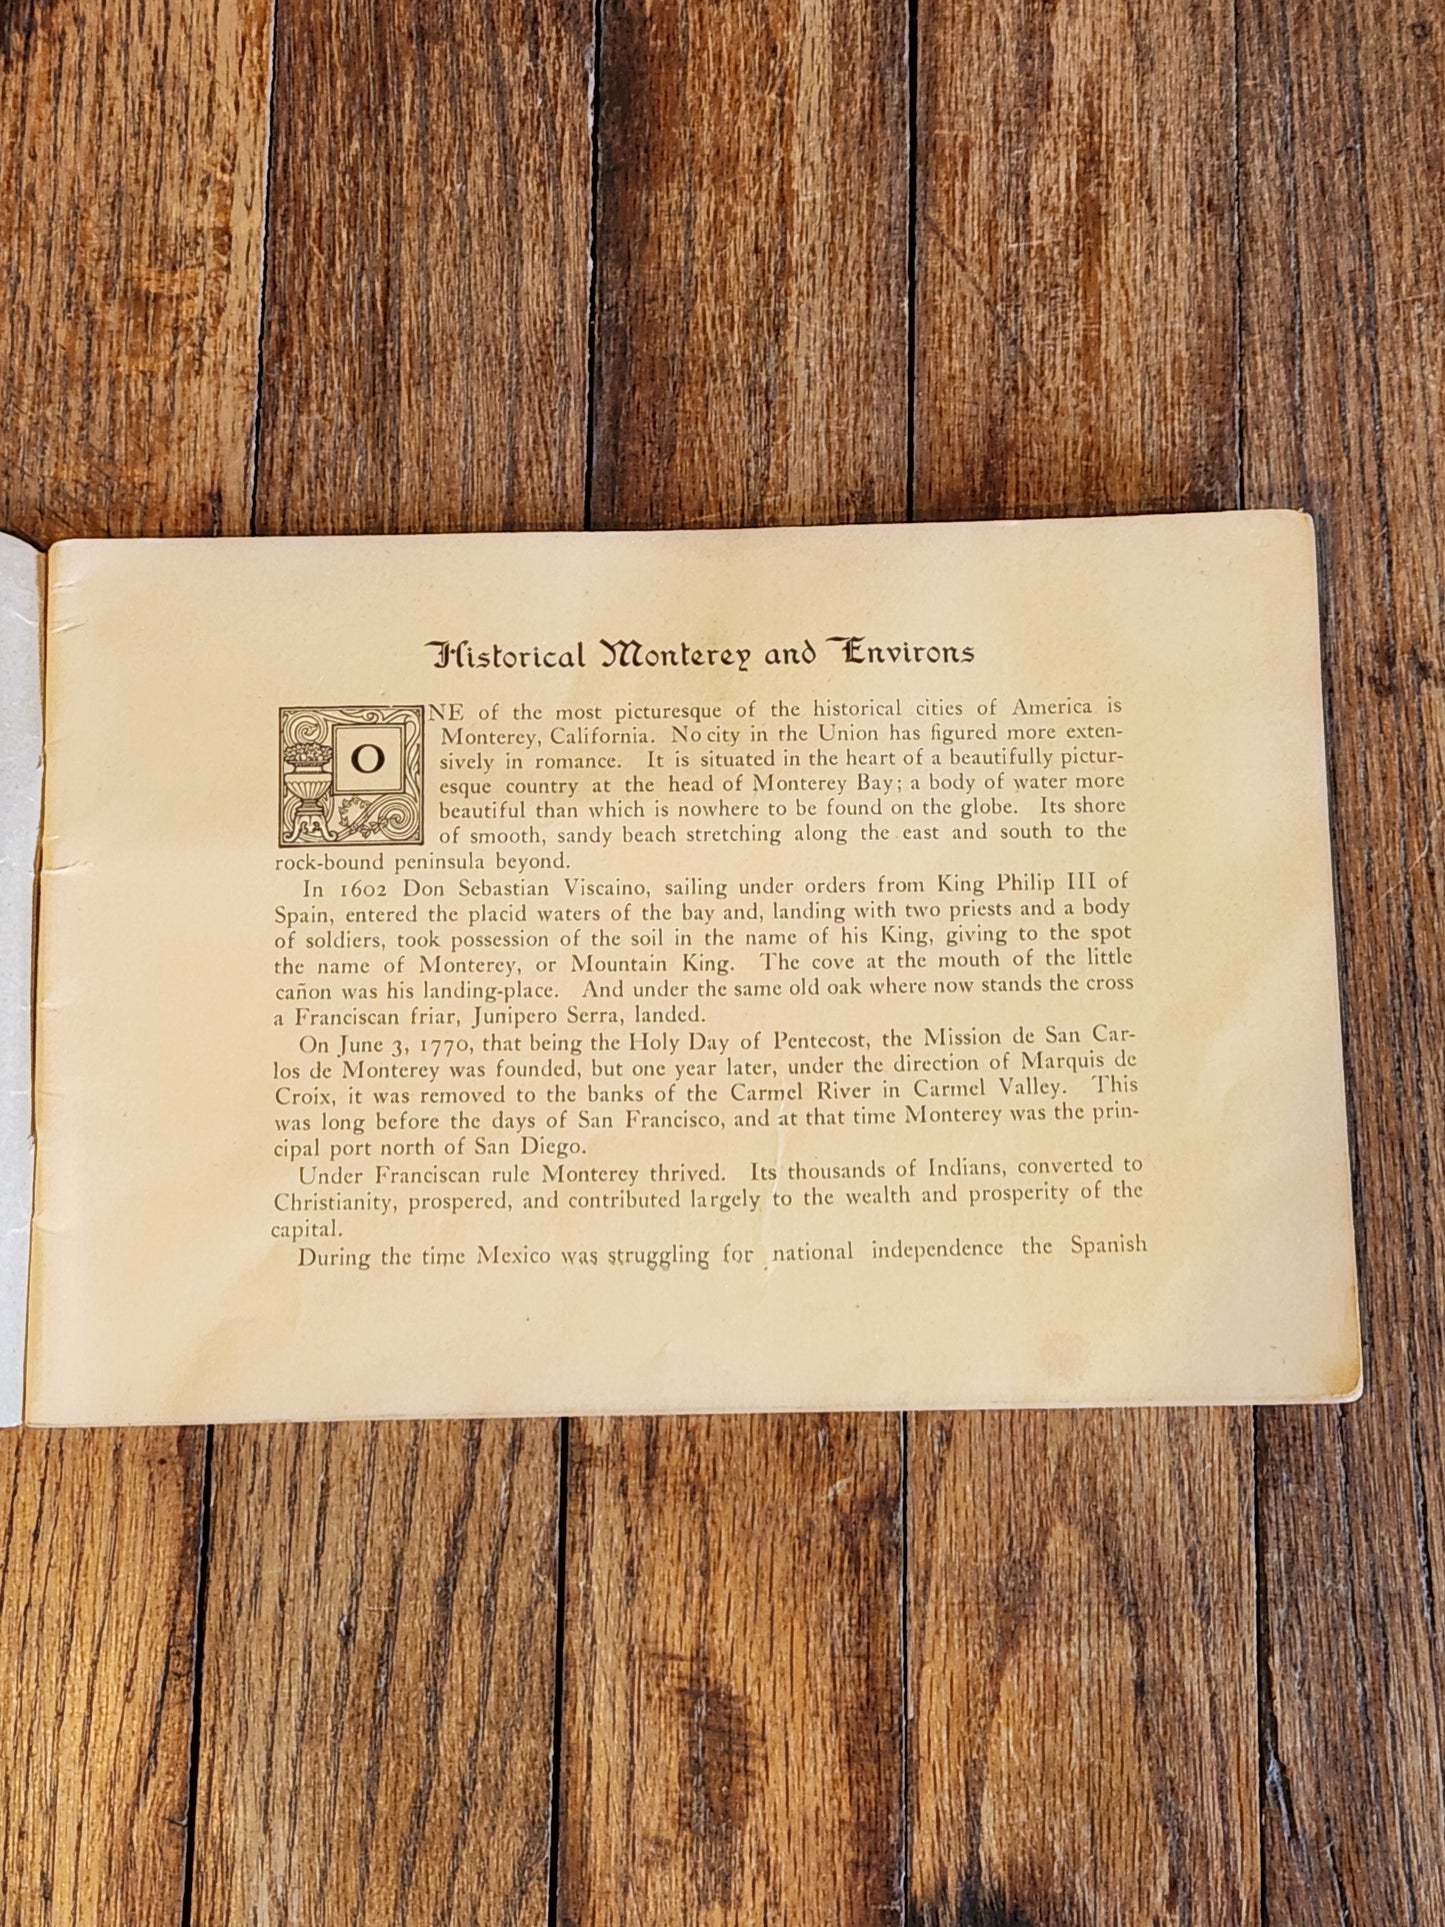 Historical Monterey and Environs
ONE of the most picturesque of the historical cities of America is
Monterey, California. No city in the Union has figured more exten-
sively in romance. It is situated in the heart of a beautifully pictur-
esque country at the head of Monterey Bay; a body of water more
beautiful than which is nowhere to be found on the globe. Its shore
of smooth, sandy beach stretching along the east and south to the
rock-bound peninsula beyond.
In 1602 Don Sebastian Viscaino, sailing under orders from King Philip III of
Spain, entered the placid waters of the bay and, landing with two priests and a body
of soldiers, took possession of the soil in the name of his King, giving to the spot
the name of Monterey, or Mountain King. The cove at the mouth of the little
cañon was his landing-place. And under the same old oak where now stands the cross
a Franciscan friar, Junipero Serra, landed.
On June 3, 1770, that being the Holy Day of Pentecost, the Mission de San Car-
los de Monterey was founded, but one year later, under the direction of Marquis de
Croix, it was removed to the banks of the Carmel River in Carmel Valley. This
was long before the days of San Francisco, and at that time Monterey was the prin-
cipal port north of San Diego.
Under Franciscan rule Monterey thrived. Its thousands of Indians, converted to
Christianity, prospered, and contributed largely to the wealth and prosperity of the
capital.
During the time Mexico was struggling for national independence the Spanish